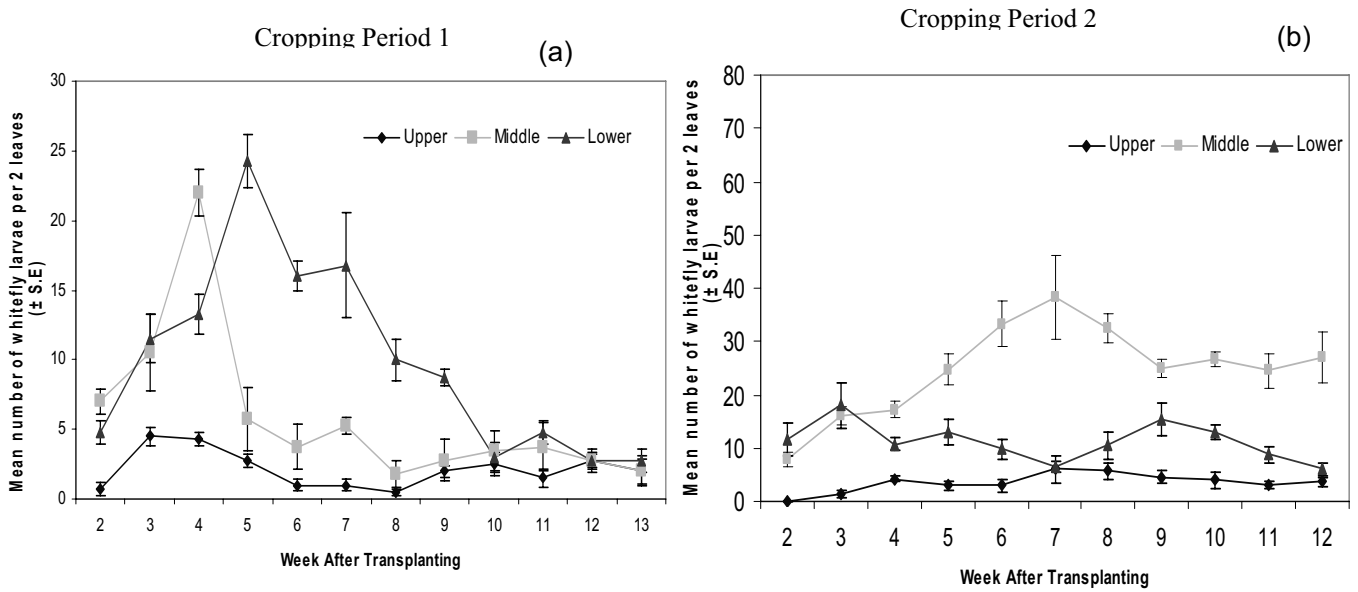 Cropping Period 1
(a)
Mean number of whitefly larvae per 2 leaves
(± S.E)
30
25
20
15
10
5
0
Upper Middle Lower
2 3 4 5 6 7 8 9 10 11 12 13
Week After Transplanting
Cropping Period 2
(b)
Mean number of whitefly larvae per 2 leaves
(± S.E)
80
70
60
50
40
30
20
10
0
Upper Middle Lower
2 3 4 5 6 7 8 9 10 11 12
Week After Transplanting